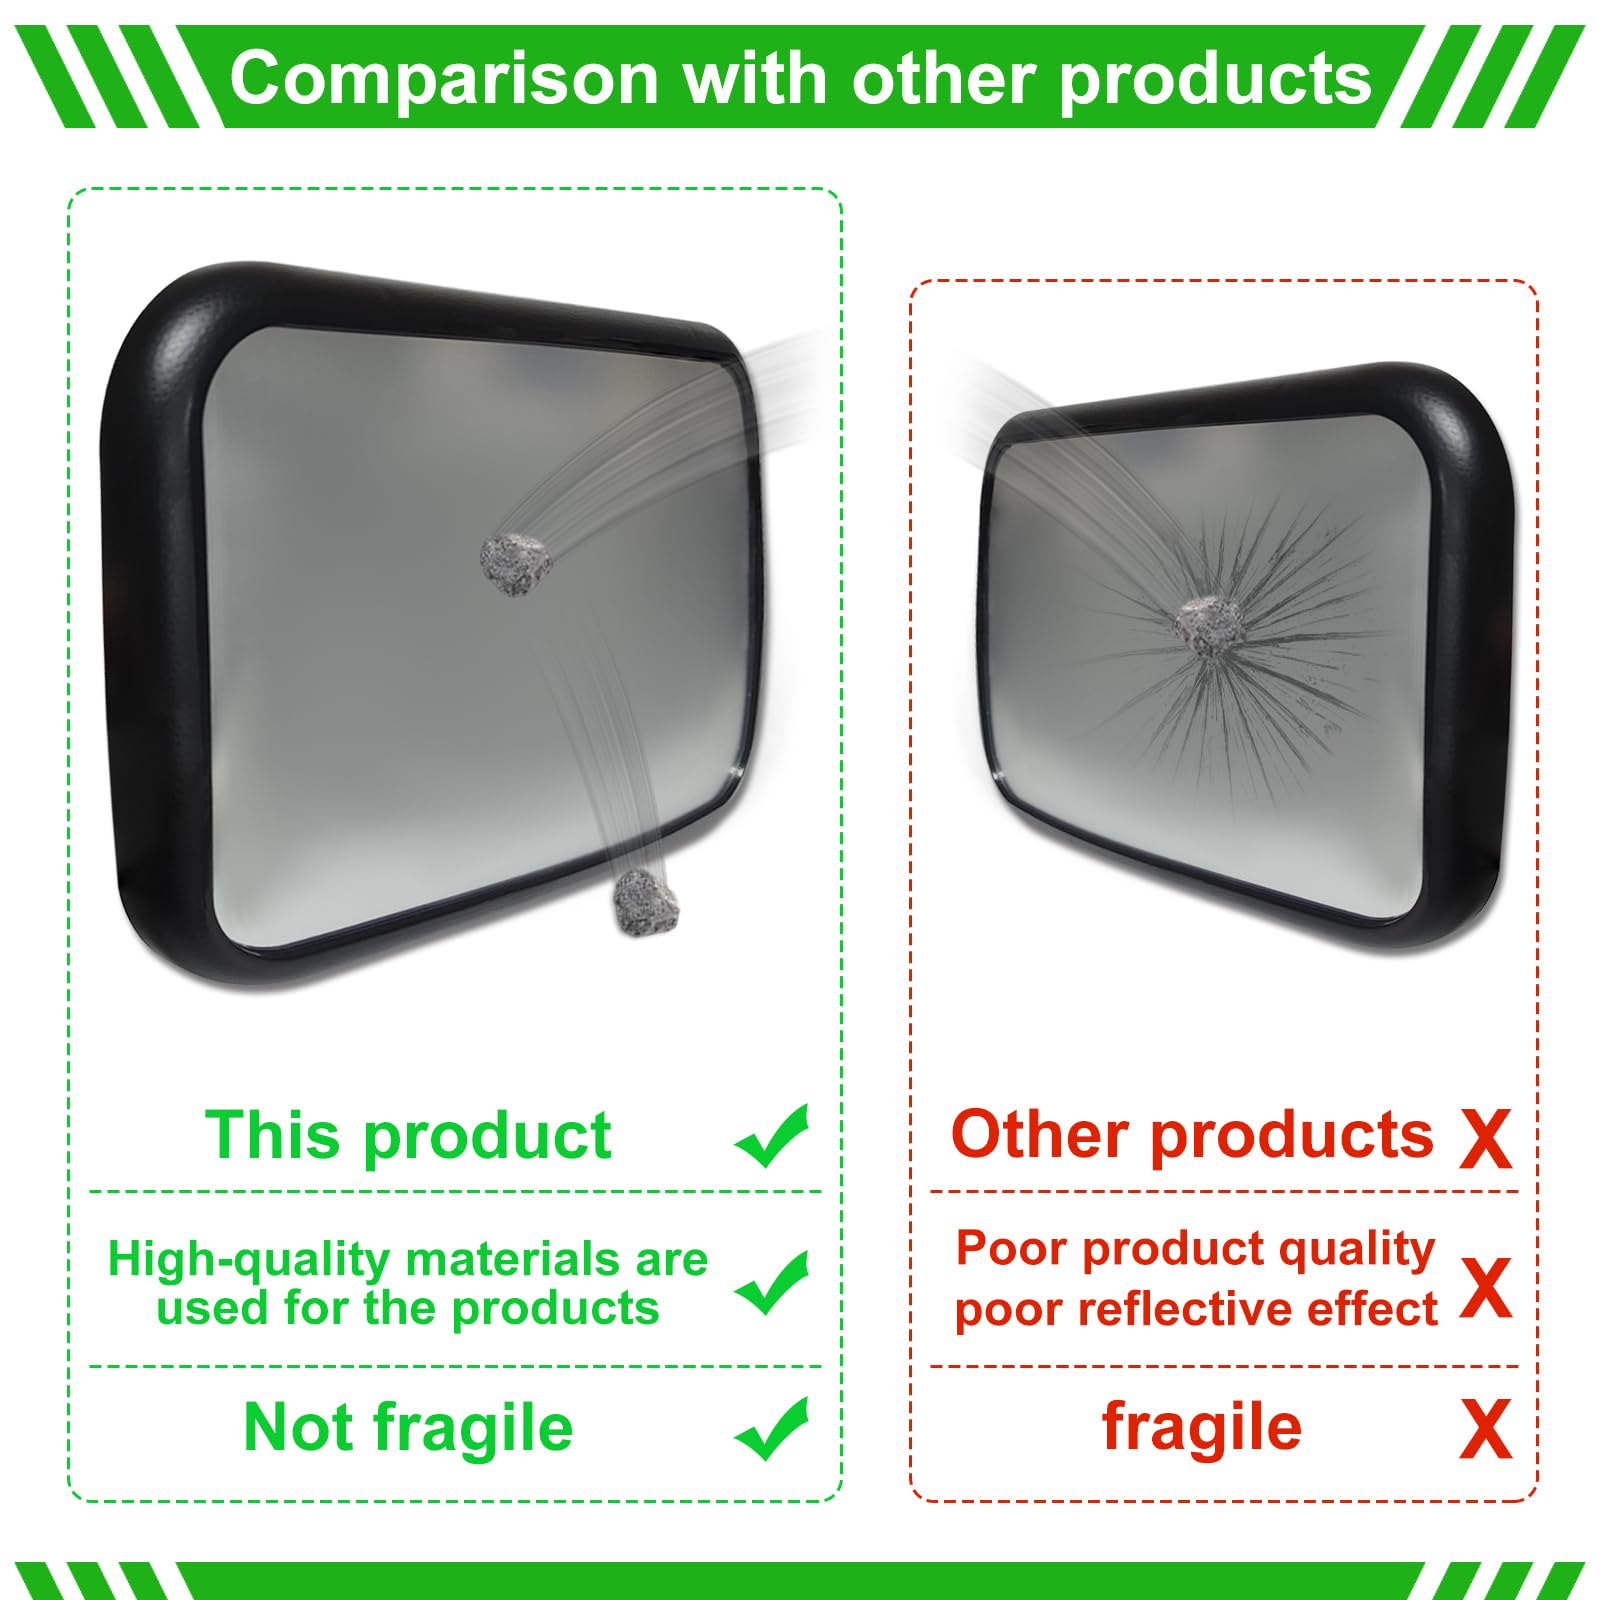 Comparison with other products
This product
High-quality materials are
used for the products
Not fragile
Other products X
Poor product quality
poor reflective effect X
fragile X